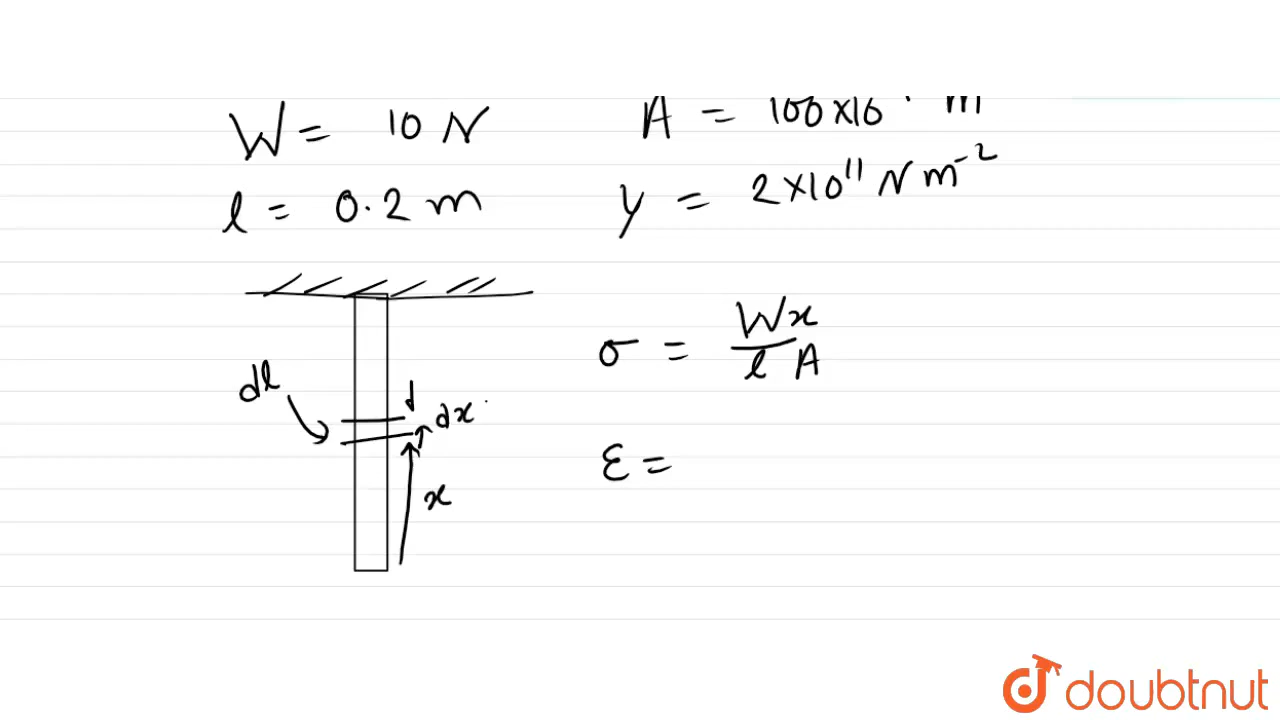 W = 10 N
A = 100 × 10
l = 0.2 m
y = 2 × 10¹¹ N m⁻²
σ = Wx / l A
dl
dx
x
ε =
doubtnut